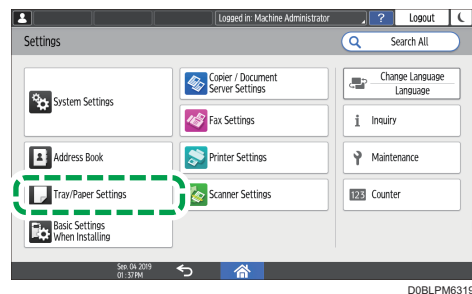 Logged in: Machine Administrator
?
Logout
Settings
Search All
System Settings
Copier / Document
Server Settings
Change Language
Language
Fax Settings
i Inquiry
Address Book
Printer Settings
Maintenance
Tray/Paper Settings
Scanner Settings
123 Counter
Basic Settings
When Installing
Sep. 04 2019
01:37PM
D0BLPM6319